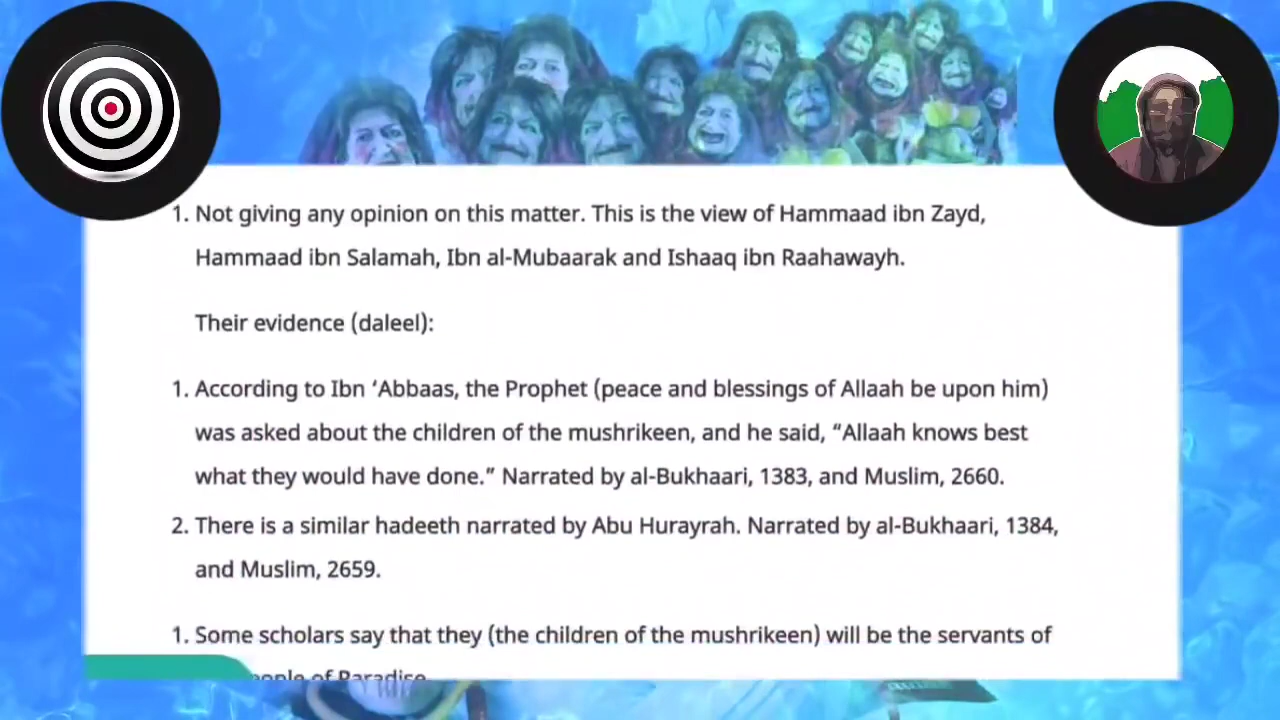 1. Not giving any opinion on this matter. This is the view of Hammaad ibn Zayd,
Hammaad ibn Salamah, Ibn al-Mubaarak and Ishaaq ibn Raahawayh.
Their evidence (daleel):
1. According to Ibn ‘Abbaas, the Prophet (peace and blessings of Allaah be upon him)
was asked about the children of the mushrikeen, and he said, “Allaah knows best
what they would have done.” Narrated by al-Bukhaari, 1383, and Muslim, 2660.
2. There is a similar hadeeth narrated by Abu Hurayrah. Narrated by al-Bukhaari, 1384,
and Muslim, 2659.
1. Some scholars say that they (the children of the mushrikeen) will be the servants of
of Paradise